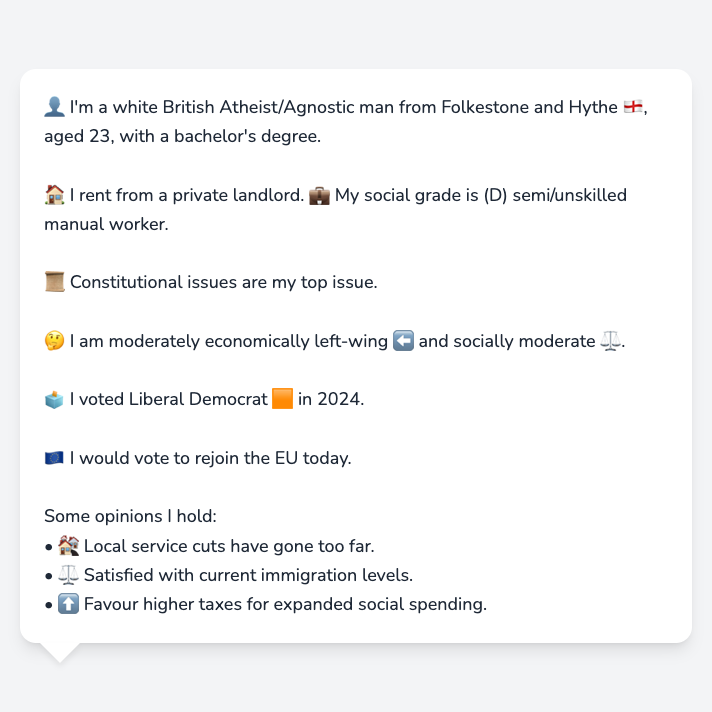 👤 I'm a white British Atheist/Agnostic man from Folkestone and Hythe 🏴󠁧󠁢󠁥󠁮󠁧󠁿,
aged 23, with a bachelor's degree.
🏠 I rent from a private landlord. 💼 My social grade is (D) semi/unskilled
manual worker.
📜 Constitutional issues are my top issue.
🤔 I am moderately economically left-wing ⬅️ and socially moderate ⚖️.
🗳️ I voted Liberal Democrat 🟧 in 2024.
🇪🇺 I would vote to rejoin the EU today.
Some opinions I hold:
• 🏚️ Local service cuts have gone too far.
• ⚖️ Satisfied with current immigration levels.
• ⬆️ Favour higher taxes for expanded social spending.